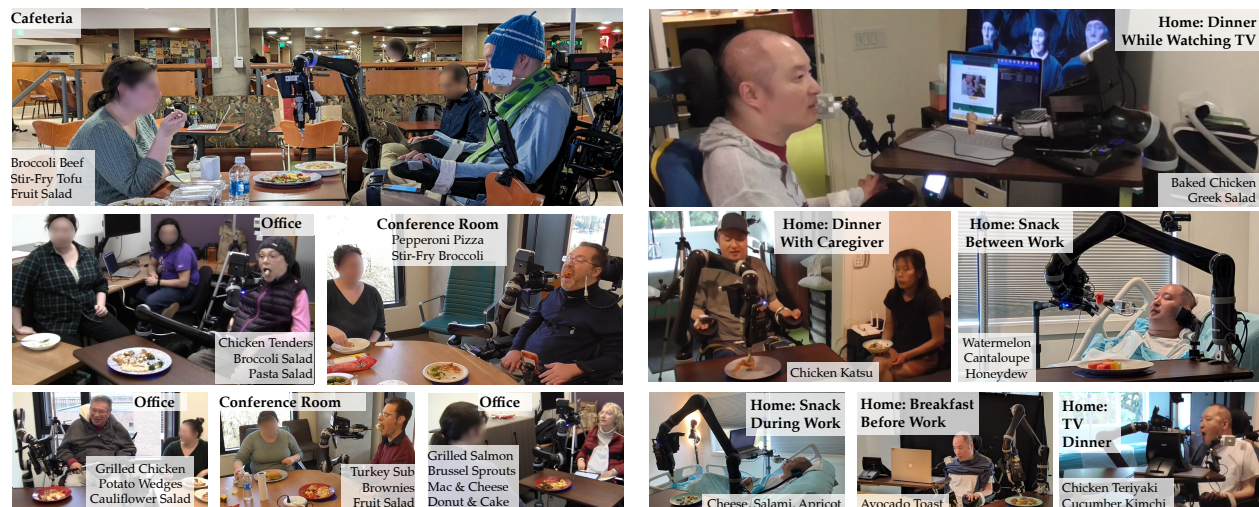 Cafeteria
Broccoli Beef
Stir-Fry Tofu
Fruit Salad
Home: Dinner
While Watching TV
Baked Chicken
Greek Salad
Office
Chicken Tenders
Broccoli Salad
Pasta Salad
Conference Room
Pepperoni Pizza
Stir-Fry Broccoli
Home: Dinner
With Caregiver
Chicken Katsu
Home: Snack
Between Work
Watermelon
Cantaloupe
Honeydew
Office
Grilled Chicken
Potato Wedges
Cauliflower Salad
Conference Room
Turkey Sub
Brownies
Fruit Salad
Office
Grilled Salmon
Brussel Sprouts
Mac & Cheese
Donut & Cake
Home: Snack
During Work
Cheese, Salami, Apricot
Home: Breakfast
Before Work
Avocado Toast
Home:
TV
Dinner
Chicken Teriyaki
Cucumber Kimchi